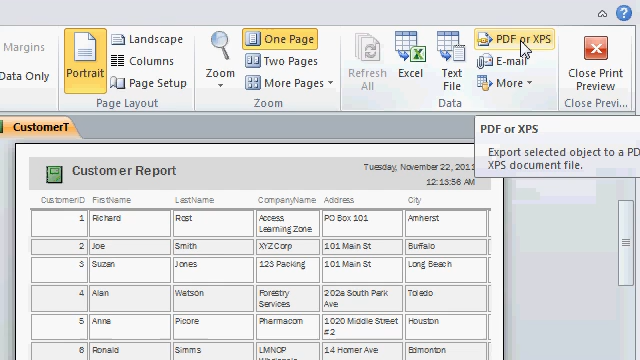 Margins
Data Only
Portrait
Landscape
Columns
Page Setup
Page Layout
Zoom
One Page
Two Pages
More Pages
Zoom
Refresh
All
Excel
Text
File
PDF or XPS
E-mail
More
Data
Close Print
Preview
Close Previ...
CustomerT
PDF or XPS
Export selected object to a PD
XPS document file.
Customer Report
Tuesday, November 22, 2011
12:13:56 AM
CustomerID FirstName LastName CompanyName Address City
1 Richard Rost Access Learning Zone PO Box 101 Amherst
2 Joe Smith XYZ Corp 101 Main St Buffalo
3 Suzan Jones 123 Packing 101 Main St Long Beach
4 Alan Watson Forestry Services 202a South Park Ave Toledo
5 Anna Picore Pharmacom 1020 Middle Street #2 Houston
6 Ronald Simms LMNOP 14 Homer Ave Edmonton